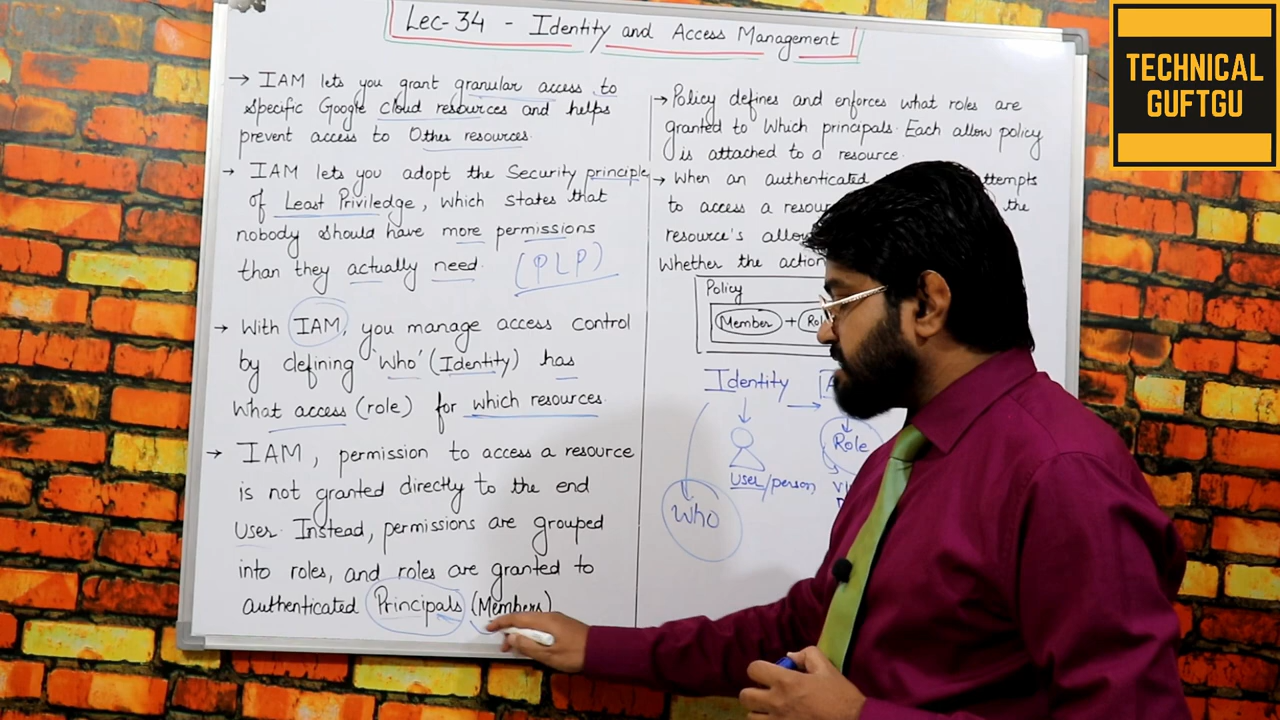 Lec-34 - Identity and Access Management
TECHNICAL
GUFTGU
→ IAM lets you grant granular access to
specific Google cloud resources and helps
prevent access to Other resources.
→ IAM lets you adopt the Security principle
of Least Priviledge, which states that
nobody should have more permissions
than they actually need. (PLP)
→ With IAM, you manage access control
by defining 'Who' (Identity) has
What access (role) for which resources.
→ IAM, permission to access a resource
is not granted directly to the end
User. Instead, permissions are grouped
into roles, and roles are granted to
authenticated Principals (Members)
→ Policy defines and enforces what roles are
granted to Which principals. Each allow policy
is attached to a resource.
→ When an authenticated
to access a the
resource's
Whether the action
Policy
Member +
Identity →
Role
User/person
Who